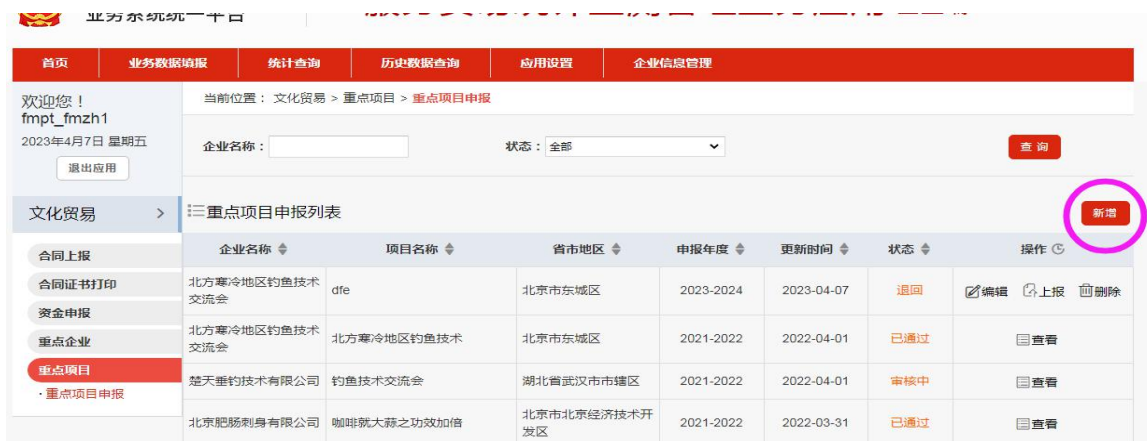 业务系统统一平台
首页 业务数据填报 统计查询 历史数据查询 应用设置 企业信息管理
欢迎您！
fmpt_fmzh1
2023年4月7日 星期五
退出应用
当前位置： 文化贸易 > 重点项目 > 重点项目申报
企业名称： 状态： 全部 查询
文化贸易 >
合同上报
合同证书打印
资金申报
重点企业
重点项目
·重点项目申报
重点项目申报列表 新增
企业名称 项目名称 省市地区 申报年度 更新时间 状态 操作
北方寒冷地区钓鱼技术 dfe 北京市东城区 2023-2024 2023-04-07 退回 编辑 上报 删除
交流会
北方寒冷地区钓鱼技术 北方寒冷地区钓鱼技术 北京市东城区 2021-2022 2022-04-01 已通过 查看
交流会
楚天垂钓技术有限公司 钓鱼技术交流会 湖北省武汉市市辖区 2021-2022 2022-04-01 审核中 查看
北京肥肠刺身有限公司 咖啡就大蒜之功效加倍 北京市北京经济技术开 2021-2022 2022-03-31 已通过 查看
发区